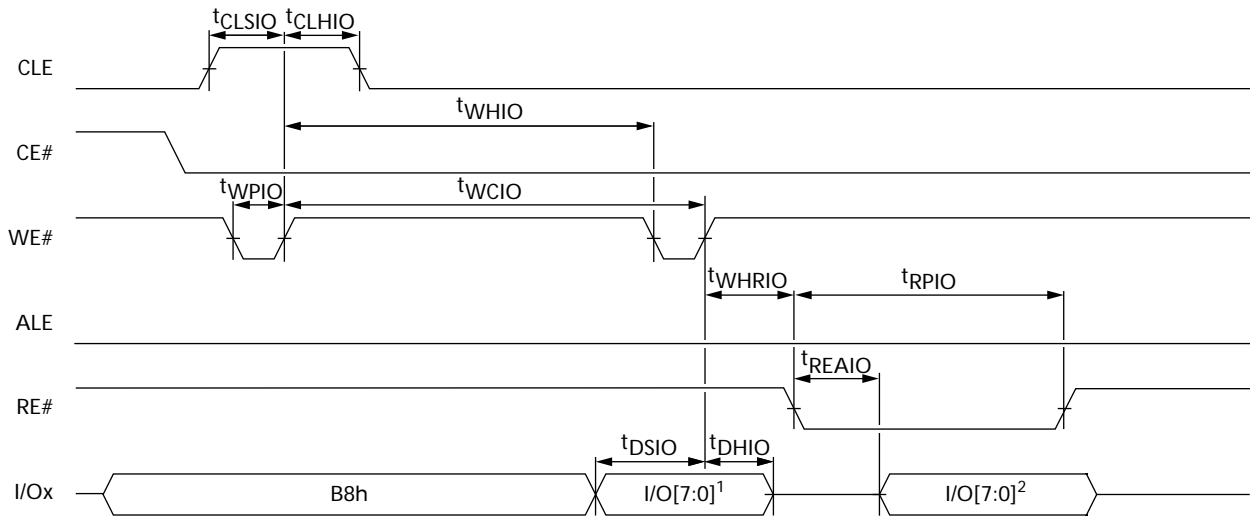 tCLSIO tCLHIO
CLE
tWHIO
CE#
tWPIO tWCIO
WE#
tWHRIO tRPIO
ALE
tREAIO
RE#
tDSIO tDHIO
I/Ox B8h I/O[7:0]1 I/O[7:0]2